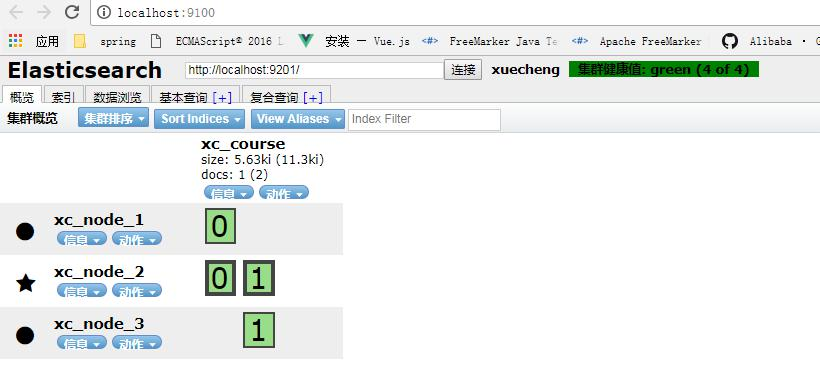 localhost:9100
应用 spring ECMAScript® 2016 L 安装 — Vue.js FreeMarker Java Te Apache FreeMarker Alibaba · G
Elasticsearch http://localhost:9201/ 连接 xuecheng 集群健康值: green (4 of 4)
概览 索引 数据浏览 基本查询 [+] 复合查询 [+]
集群概览 集群排序 Sort Indices View Aliases Index Filter
xc_course
size: 5.63ki (11.3ki)
docs: 1 (2)
信息 动作
xc_node_1 0
信息 动作
xc_node_2 0 1
信息 动作
xc_node_3 1
信息 动作